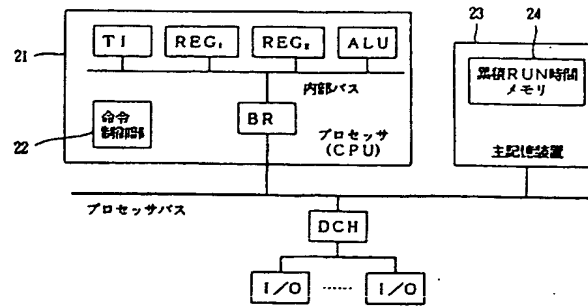 21
23
24
TI
REG₁
REG₂
ALU
内部バス
累積RUN時間
メモリ
22
命令
制御部
BR
プロセッサ
(CPU)
主記憶装置
プロセッサバス
DCH
I/O
......
I/O